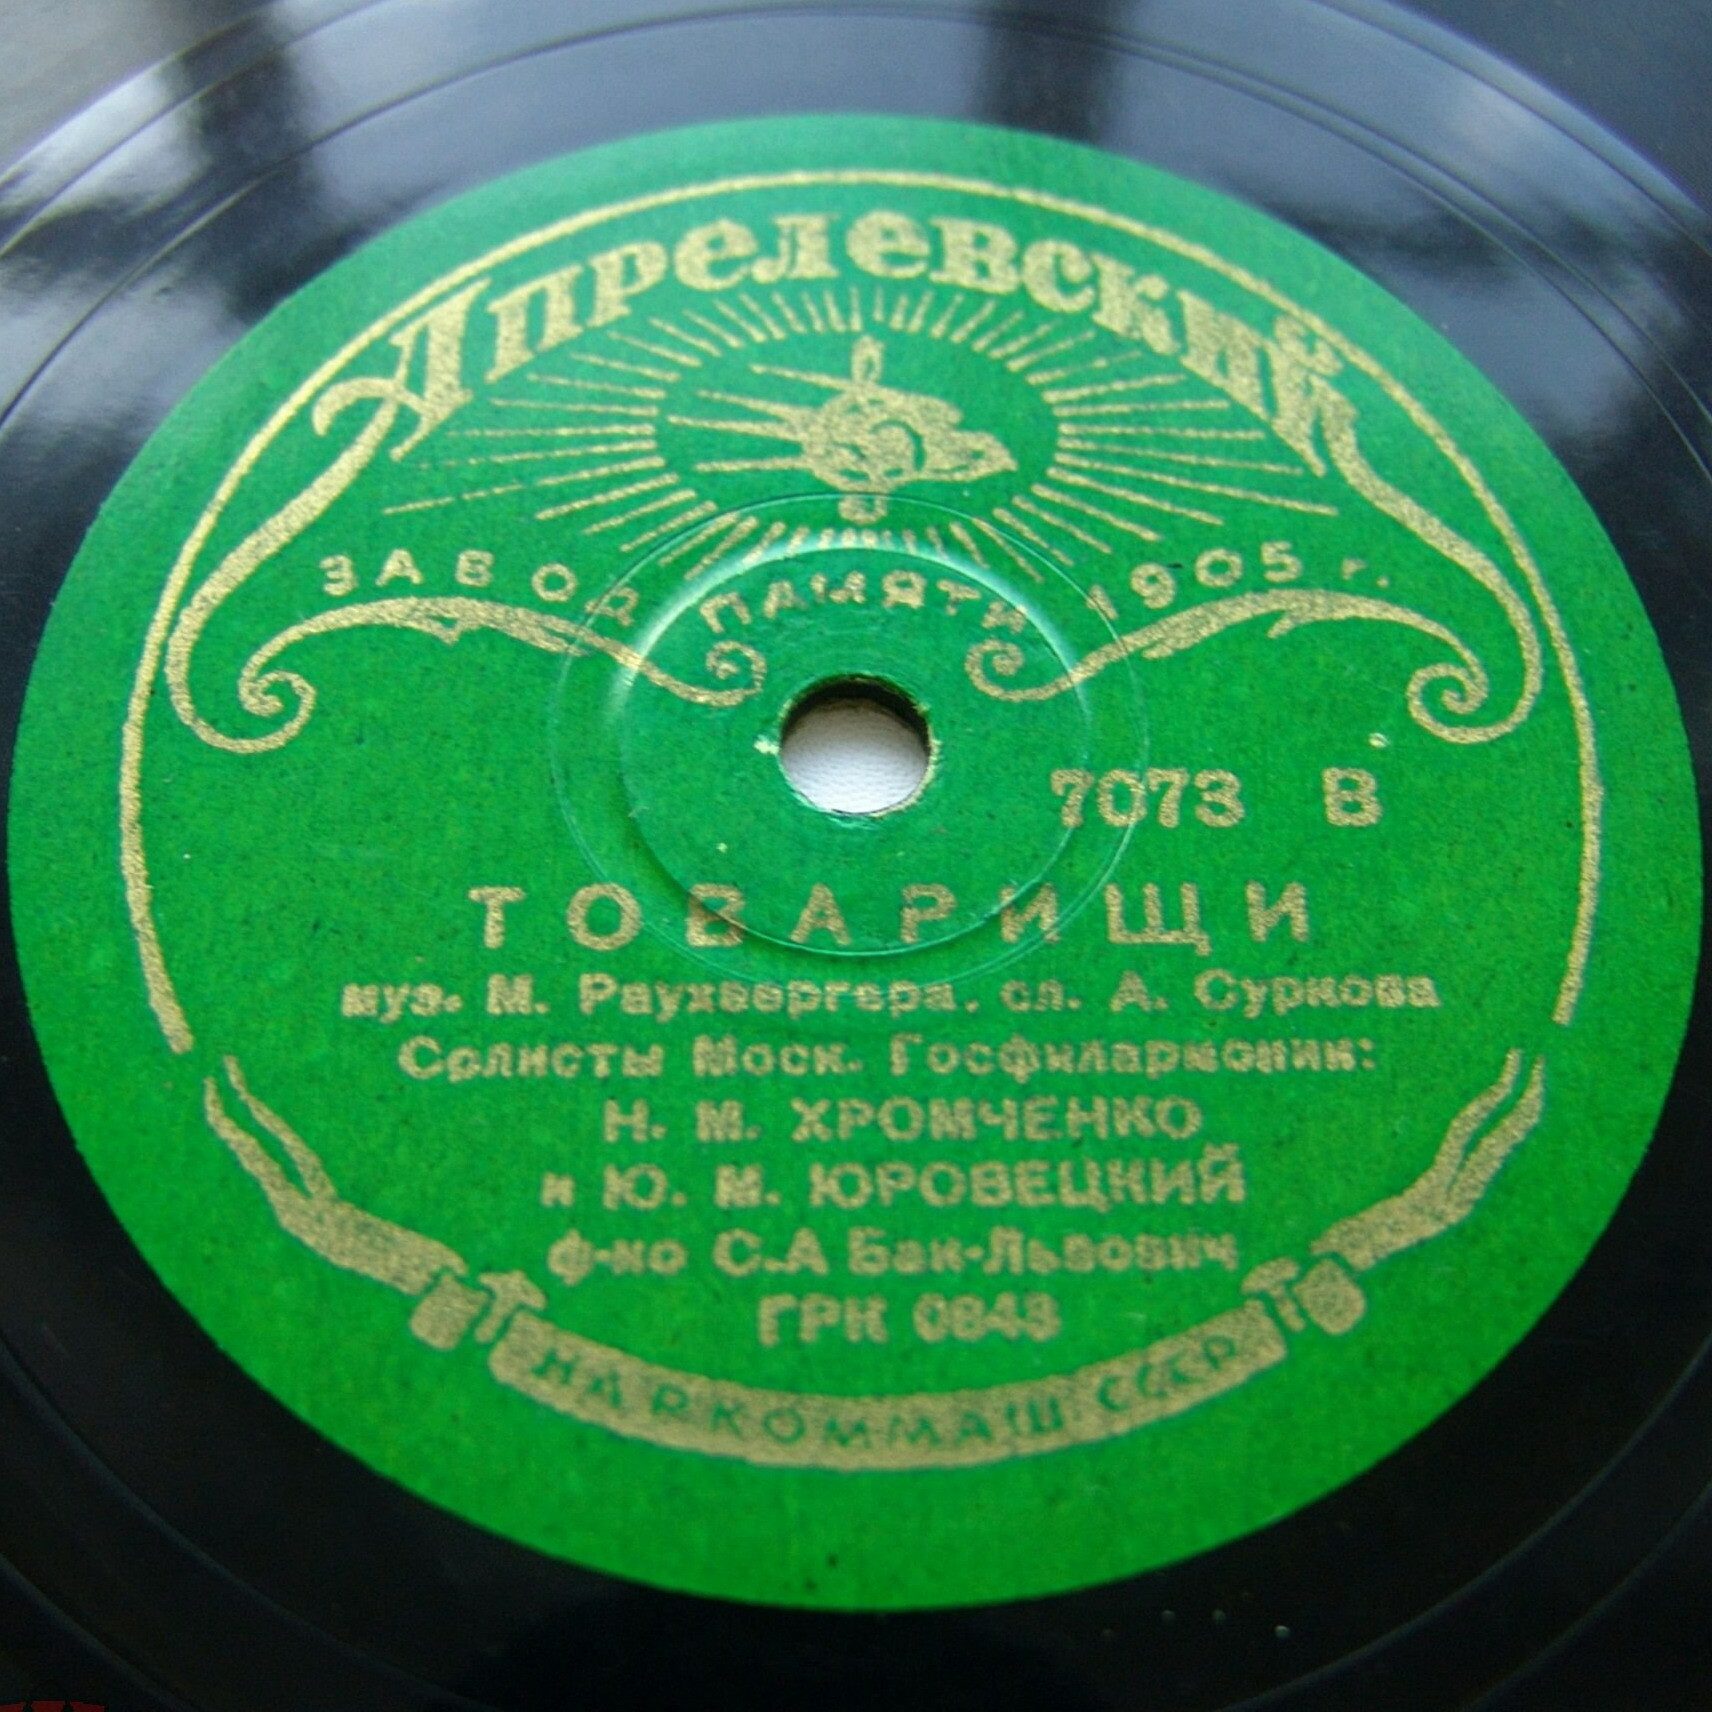 Апрелевский
ЗАВОД ПАМЯТИ 1905 г.
7073 В
ТОВАРИЩИ
муз. М. Раухвергера, сл. А. Суркова
Солисты Моск. Госфилармонии:
Н. М. ХРОМЧЕНКО
и Ю. М. ЮРОВЕЦКИЙ
ф-но С.А Бак-Львович
ГРК 0843
НАРКОММАШ СССР